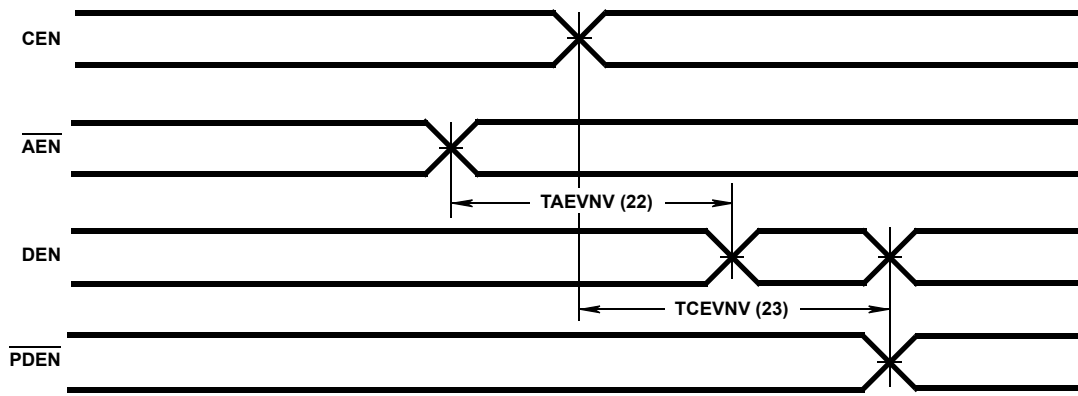 CEN
AEN
TAEVNV (22)
DEN
TCEVNV (23)
PDEN